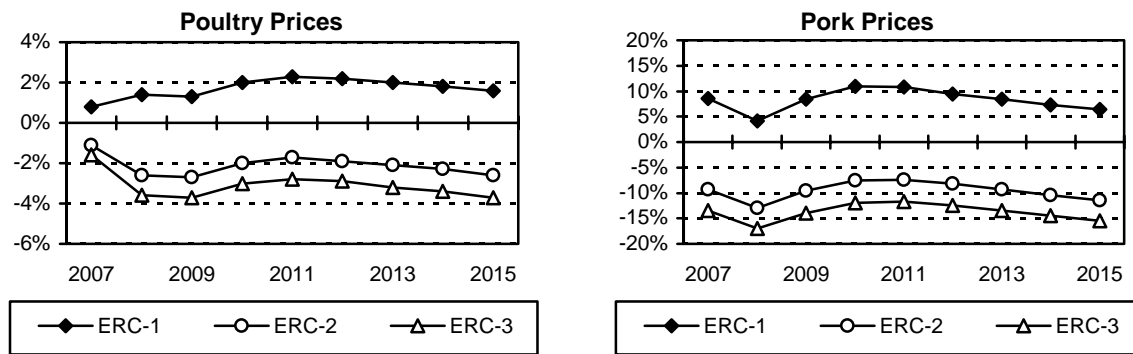 Poultry Prices
4%
2%
0%
-2%
-4%
-6%
2007 2009 2011 2013 2015
ERC-1 ERC-2 ERC-3
Pork Prices
20%
15%
10%
5%
0%
-5%
-10%
-15%
-20%
2007 2009 2011 2013 2015
ERC-1 ERC-2 ERC-3